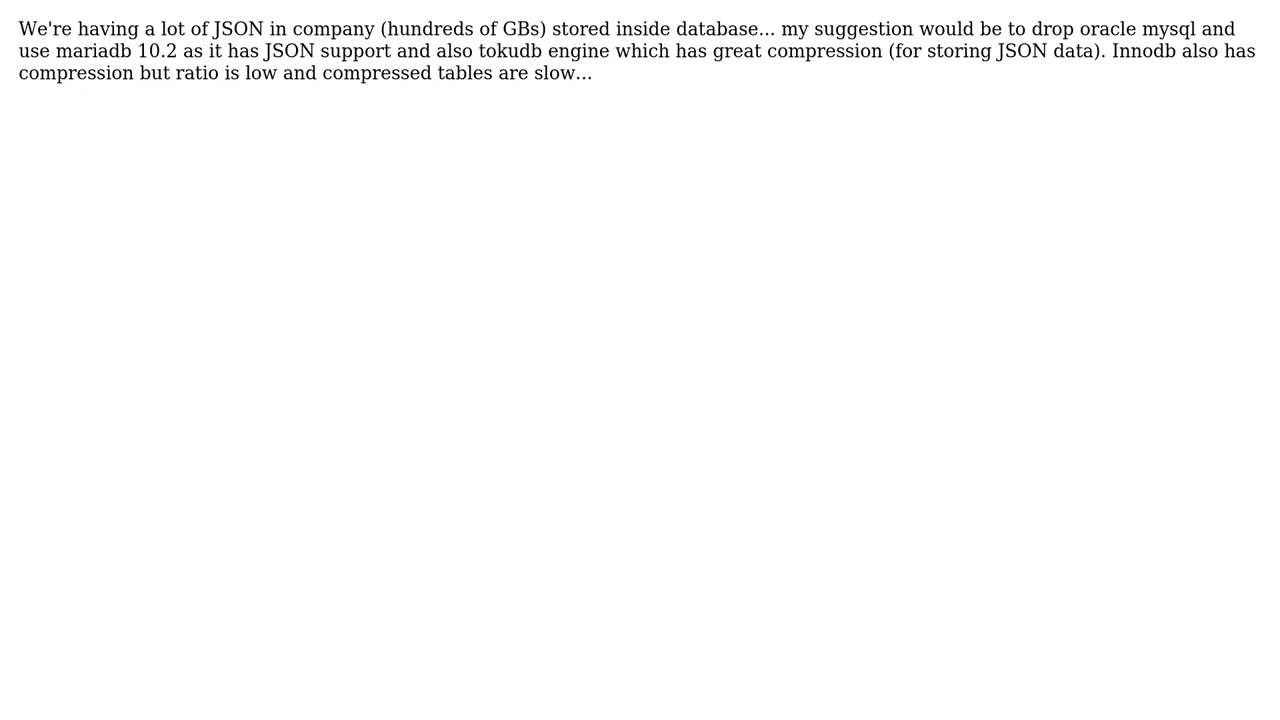 We're having a lot of JSON in company (hundreds of GBs) stored inside database... my suggestion would be to drop oracle mysql and
use mariadb 10.2 as it has JSON support and also tokudb engine which has great compression (for storing JSON data). Innodb also has
compression but ratio is low and compressed tables are slow...